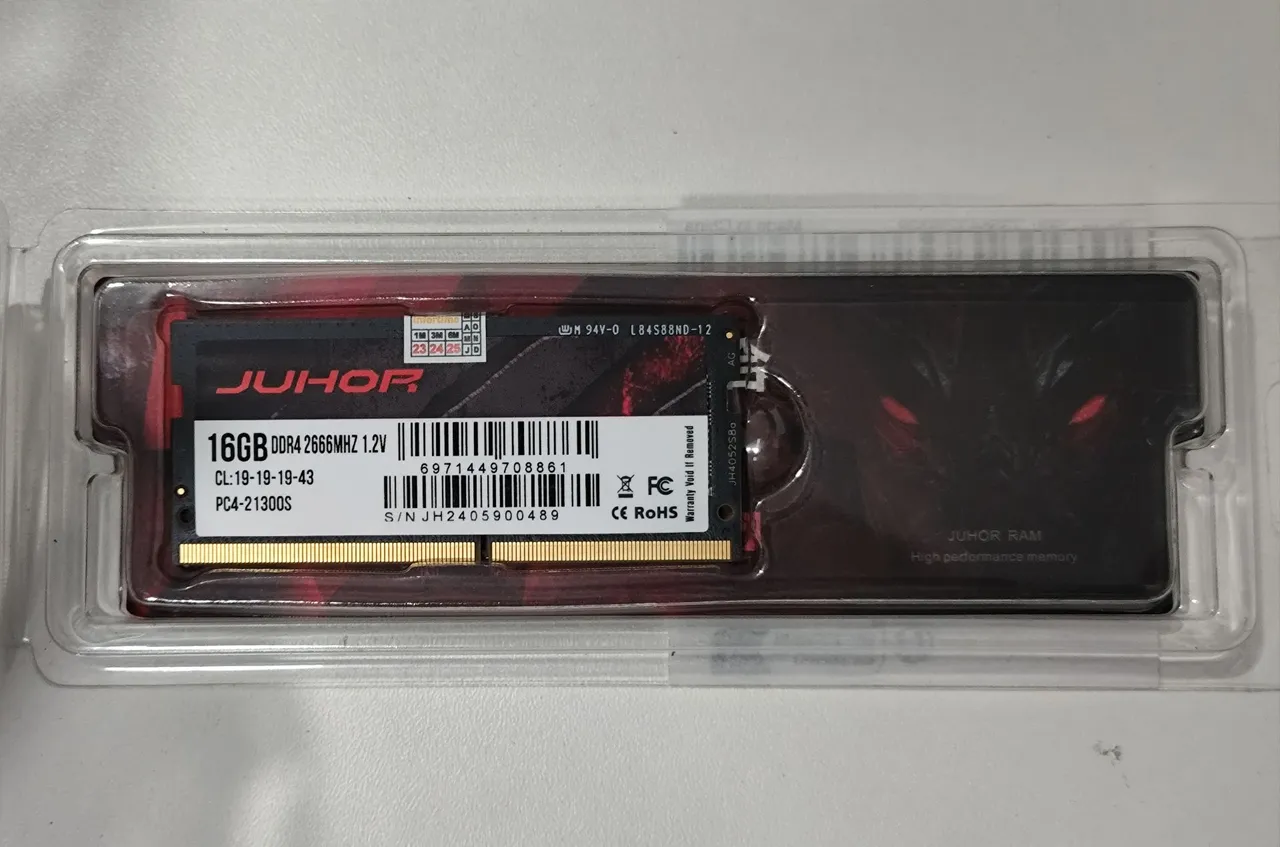 M 94V-0 L84S88ND-12
1M 3M 6M
23 24 25
JUHOR
16GB DDR4 2666MHZ 1.2V
6971449708861
CL:19-19-19-43
PC4-21300S
S/N JH2405900489
FC
CE RoHS
Warranty Void If Removed
AG
JUHOR RAM
High performance memory